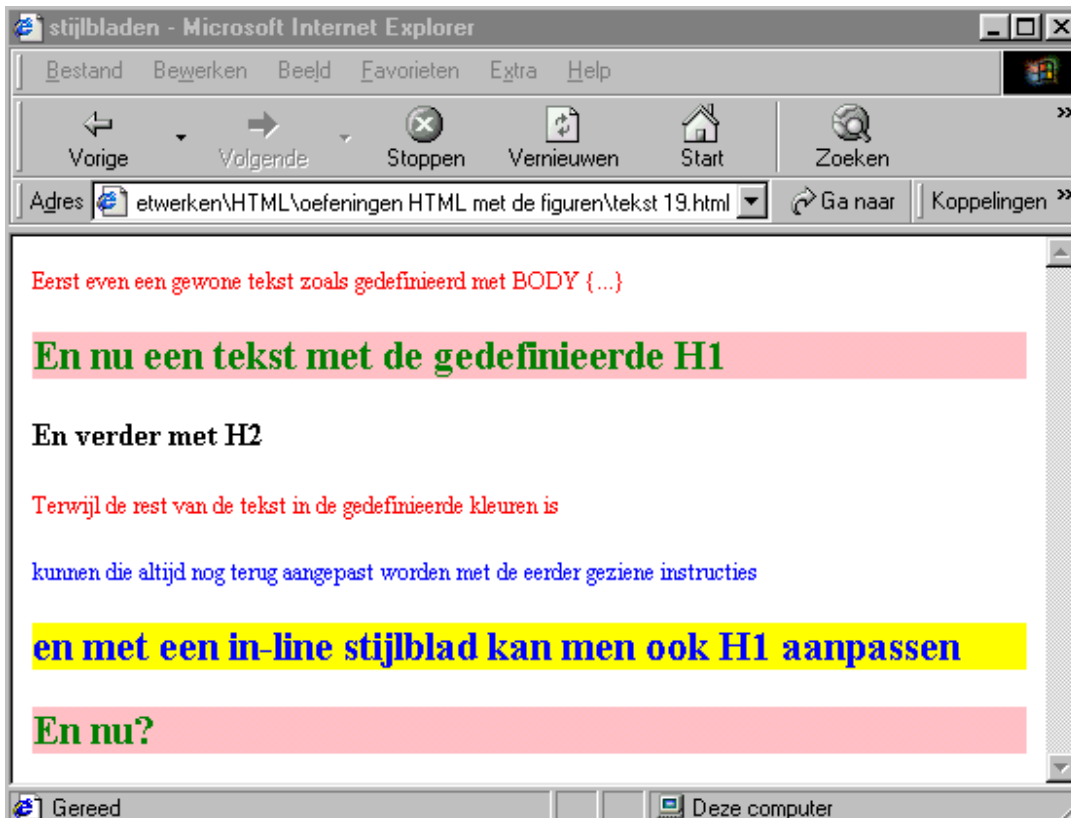 stijlbladen - Microsoft Internet Explorer
Bestand Bewerken Beeld Favorieten Extra Help
Vorige Volgende Stoppen Vernieuwen Start Zoeken »
Adres etwerken\HTML\oefeningen HTML met de figuren\tekst 19.html Ga naar Koppelingen »
Eerst even een gewone tekst zoals gedefinieerd met BODY {...}
En nu een tekst met de gedefinieerde H1
En verder met H2
Terwijl de rest van de tekst in de gedefinieerde kleuren is
kunnen die altijd nog terug aangepast worden met de eerder geziene instructies
en met een in-line stijlblad kan men ook H1 aanpassen
En nu?
Gereed Deze computer